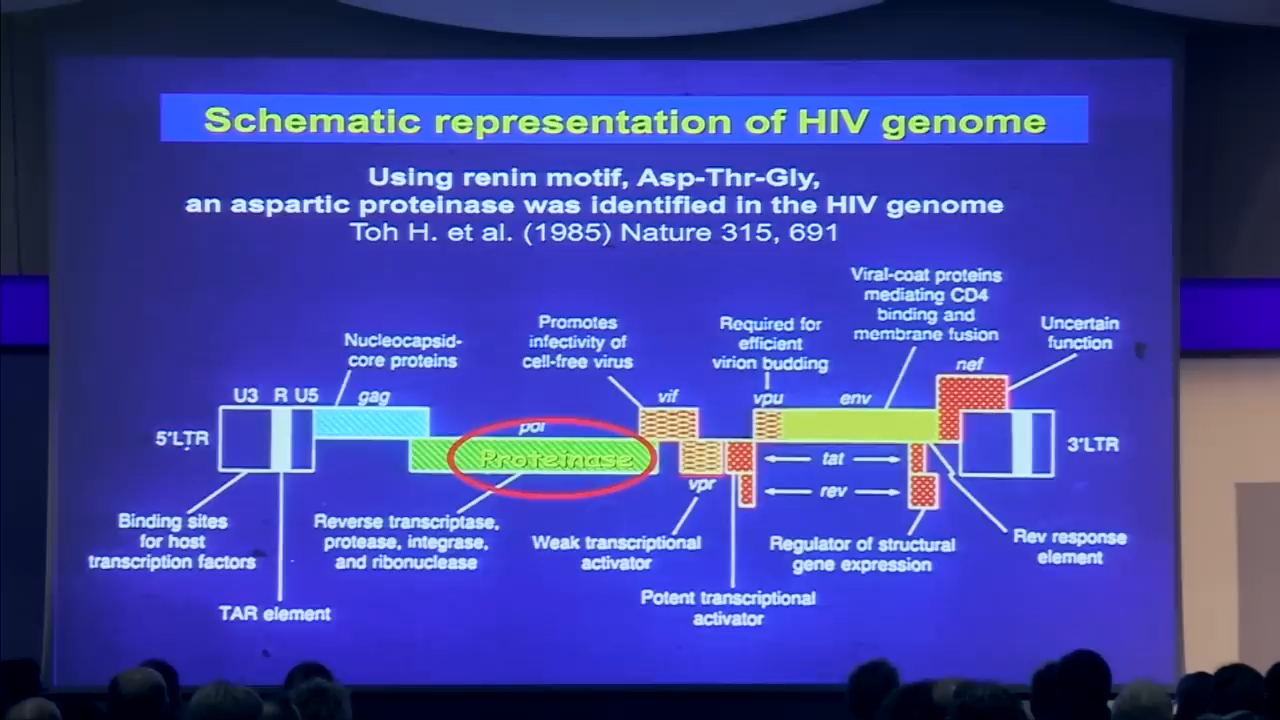 Schematic representation of HIV genome
Using renin motif, Asp-Thr-Gly,
an aspartic proteinase was identified in the HIV genome
Toh H. et al. (1985) Nature 315, 691
Viral-coat proteins
mediating CD4
binding and
membrane fusion
Promotes
infectivity of
cell-free virus
Required for
efficient
virion budding
Uncertain
function
Nucleocapsid-
core proteins
nef
U3 R U5
gag
vif
vpu
env
pol
5'LTR
3'LTR
Proteinase
tat
vpr
rev
Binding sites
for host
transcription factors
Reverse transcriptase,
protease, integrase,
and ribonuclease
Weak transcriptional
activator
Regulator of structural
gene expression
Rev response
element
TAR element
Potent transcriptional
activator